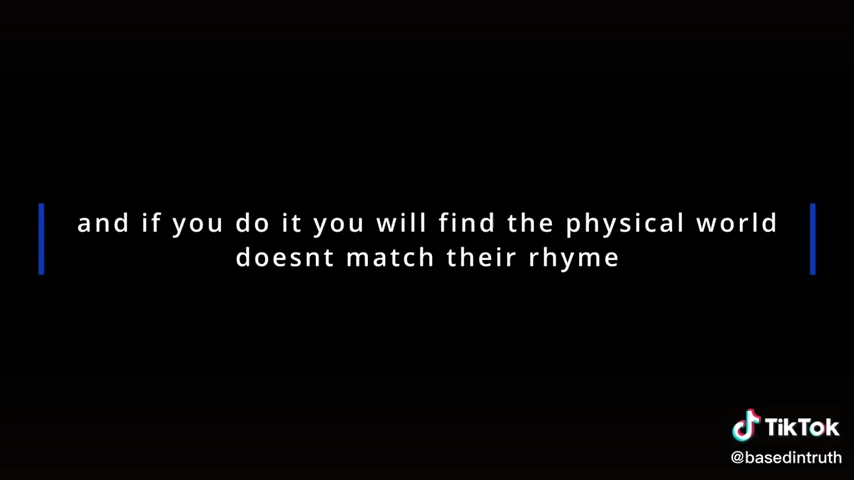 and if you do it you will find the physical world
doesnt match their rhyme
TikTok
@basedintruth